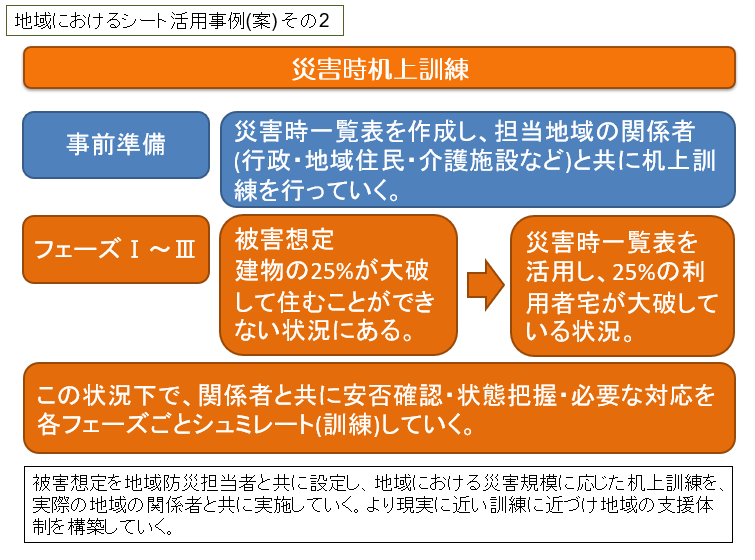 地域におけるシート活用事例(案)その2
災害時机上訓練
事前準備
災害時一覧表を作成し、担当地域の関係者
(行政・地域住民・介護施設など)と共に机上訓
練を行っていく。
フェーズⅠ～Ⅲ
被害想定
建物の25%が大破
して住むことができ
ない状況にある。
災害時一覧表を
活用し、25%の利
用者宅が大破して
いる状況。
この状況下で、関係者と共に安否確認・状態把握・必要な対応を
各フェーズごとシュミレート(訓練)していく。
被害想定を地域防災担当者と共に設定し、地域における災害規模に応じた机上訓練を、
実際の地域の関係者と共に実施していく。より現実に近い訓練に近づけ地域の支援体
制を構築していく。